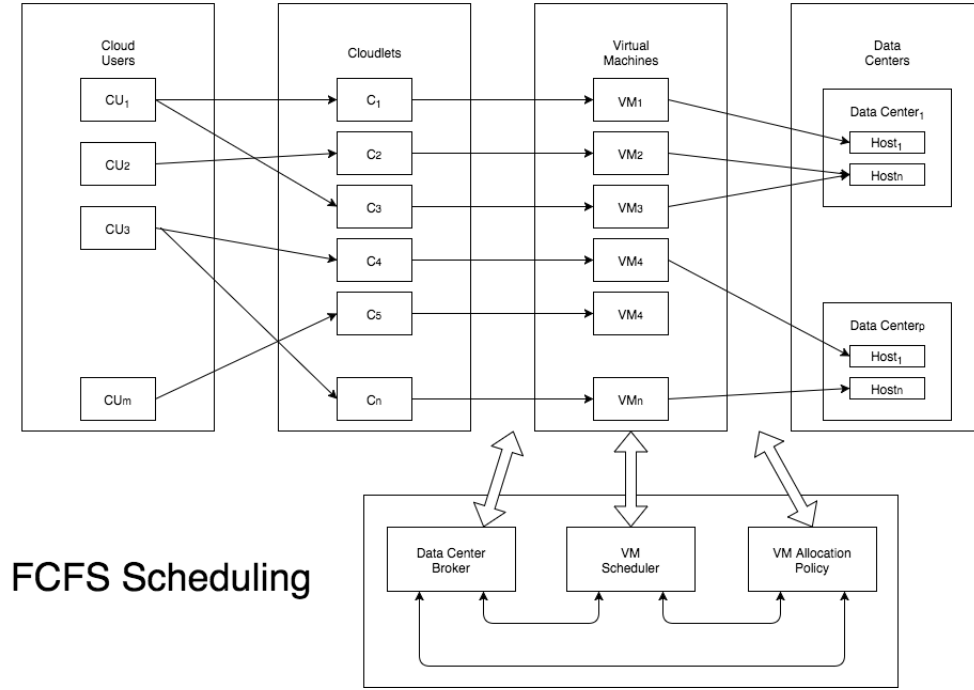 Cloud
Users
CU1
CU2
CU3
CUm
Cloudlets
C1
C2
C3
C4
C5
Cn
Virtual
Machines
VM1
VM2
VM3
VM4
VM4
VMn
Data
Centers
Data Center1
Host1
Hostn
Data Centerp
Host1
Hostn
FCFS Scheduling
Data Center
Broker
VM
Scheduler
VM Allocation
Policy